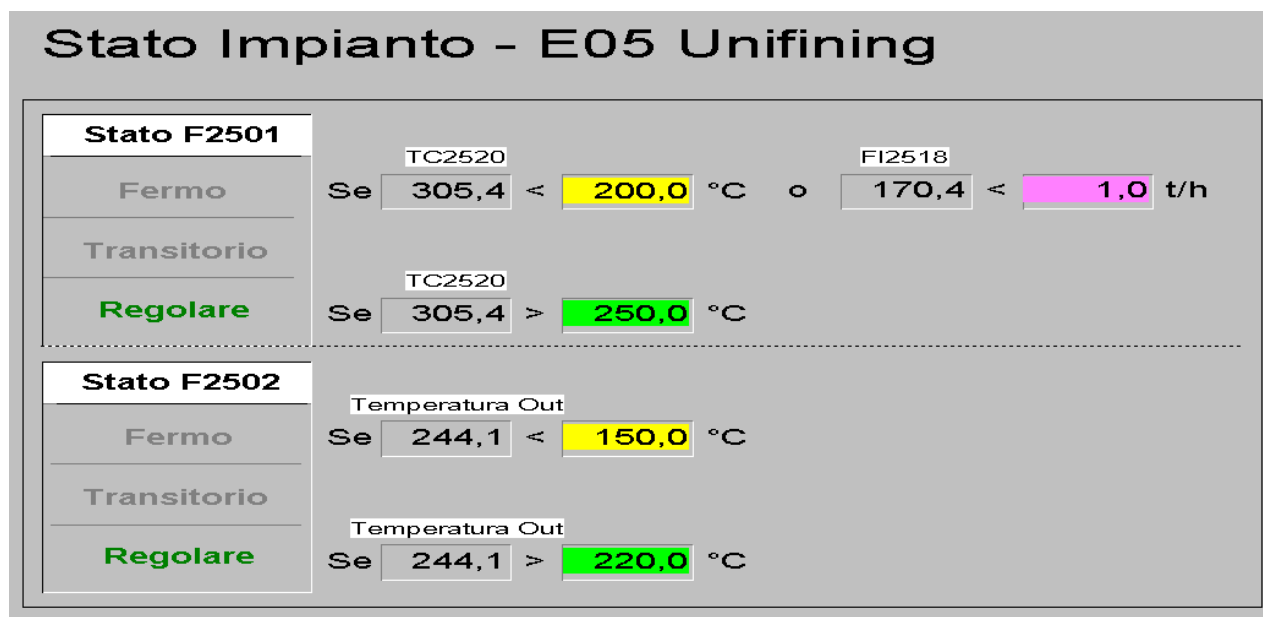 Stato Impianto - E05 Unifining
Stato F2501
TC2520 FI2518
Fermo Se 305,4 < 200,0 °C o 170,4 < 1,0 t/h
Transitorio
TC2520
Regolare Se 305,4 > 250,0 °C
Stato F2502
Temperatura Out
Fermo Se 244,1 < 150,0 °C
Transitorio
Temperatura Out
Regolare Se 244,1 > 220,0 °C